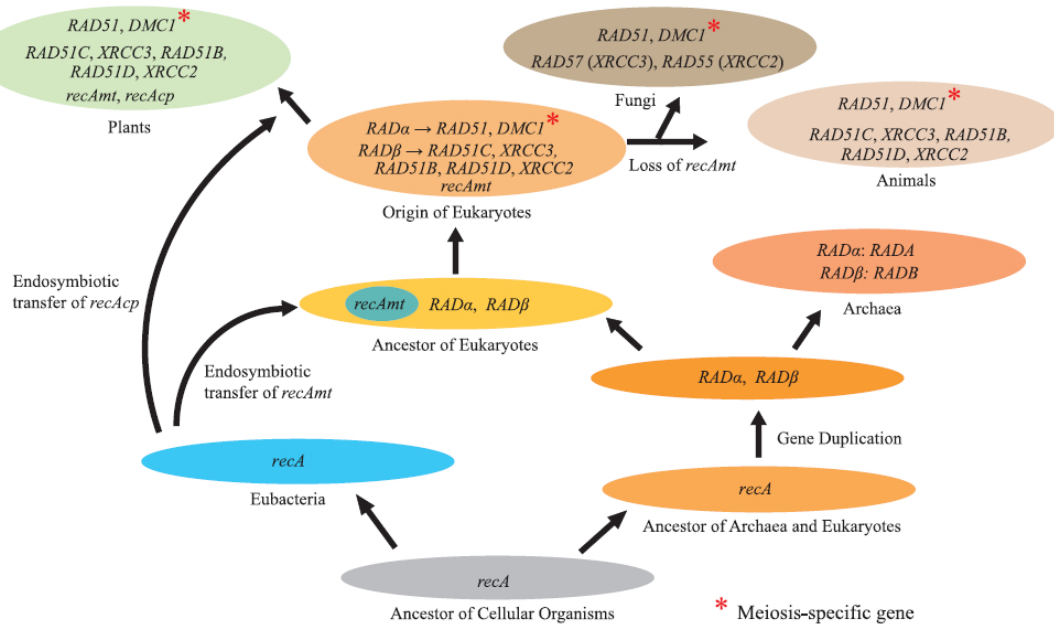 RAD51, DMC1*
RAD51C, XRCC3, RAD51B,
RAD51D, XRCC2
recAmt, recAcp
Plants
RAD51, DMC1*
RAD57 (XRCC3), RAD55 (XRCC2)
Fungi
RAD51, DMC1*
RAD51C, XRCC3, RAD51B,
RAD51D, XRCC2
Animals
RADα → RAD51, DMC1*
RADβ → RAD51C, XRCC3,
RAD51B, RAD51D, XRCC2
recAmt
Origin of Eukaryotes
Loss of recAmt
RADα: RADA
RADβ: RADB
Archaea
Endosymbiotic
transfer of recAcp
recAmt RADα, RADβ
Ancestor of Eukaryotes
Endosymbiotic
transfer of recAmt
RADα, RADβ
Gene Duplication
recA
Eubacteria
recA
Ancestor of Archaea and Eukaryotes
recA
Ancestor of Cellular Organisms
* Meiosis-specific gene